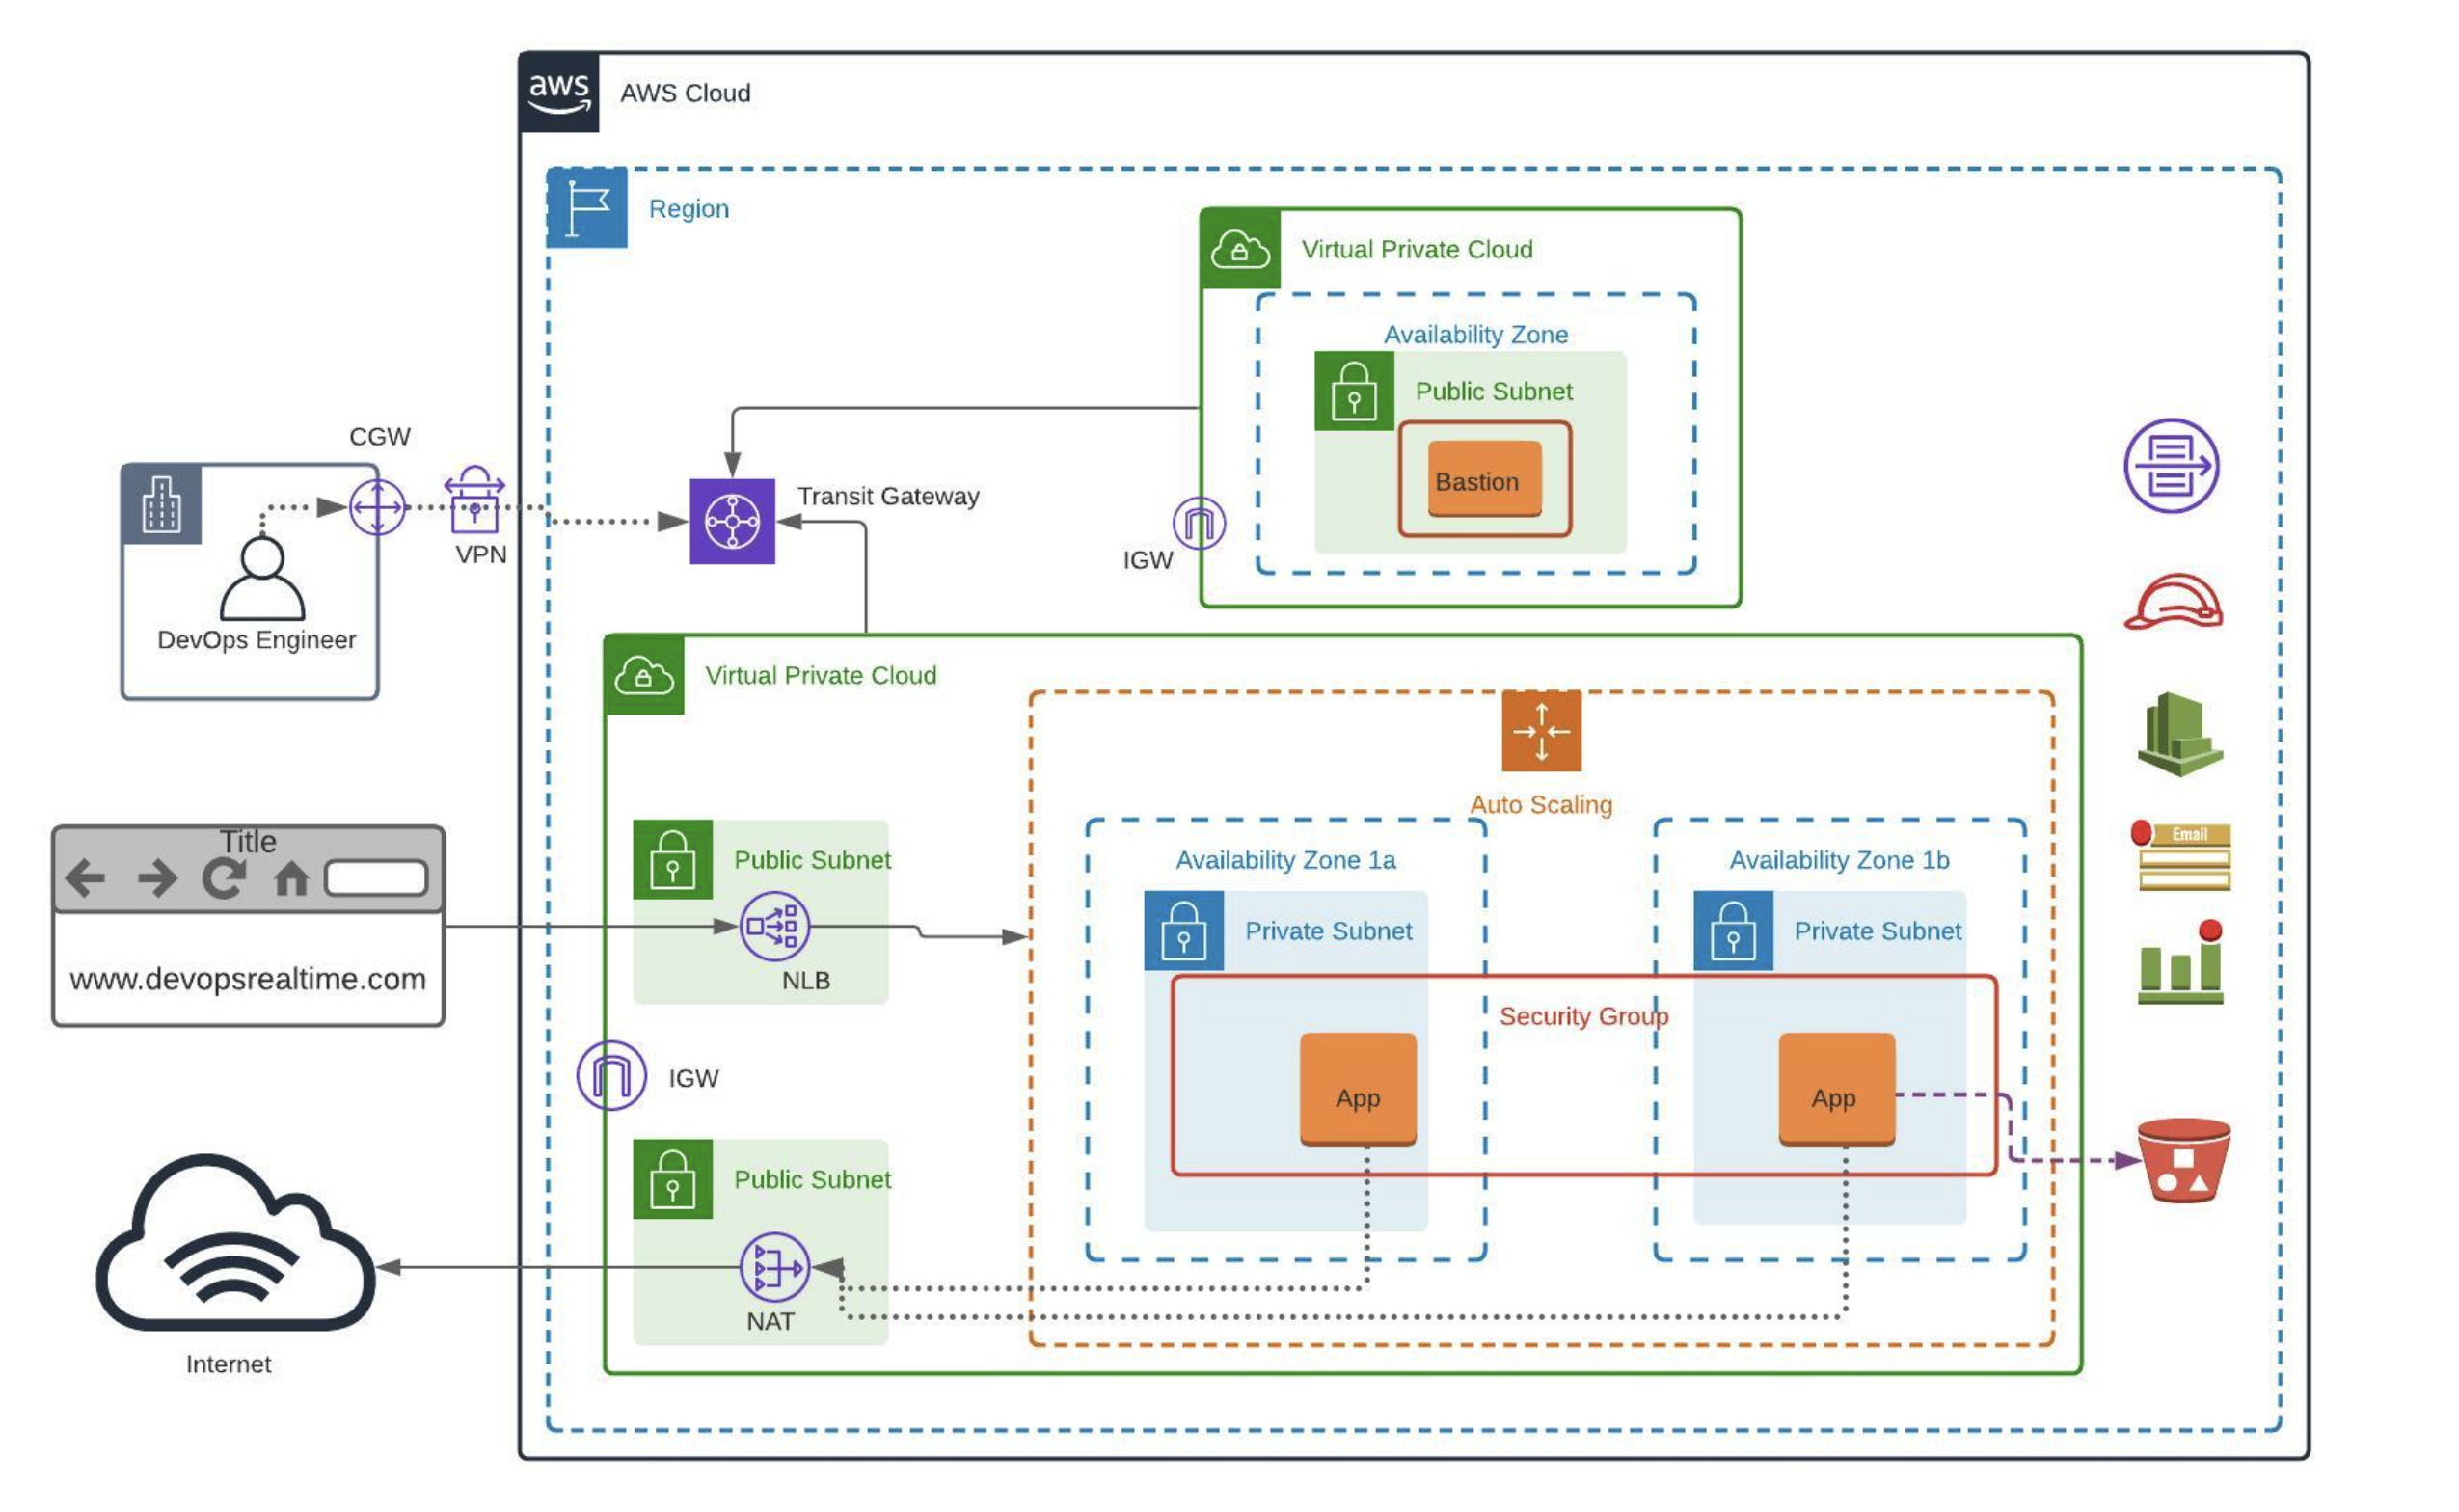 aws
AWS Cloud
Region
Virtual Private Cloud
Availability Zone
Public Subnet
Bastion
IGW
CGW
VPN
Transit Gateway
DevOps Engineer
Virtual Private Cloud
Auto Scaling
Title
www.devopsrealtime.com
Public Subnet
NLB
Availability Zone 1a
Private Subnet
Availability Zone 1b
Private Subnet
Security Group
App
App
IGW
Public Subnet
NAT
Internet
Email